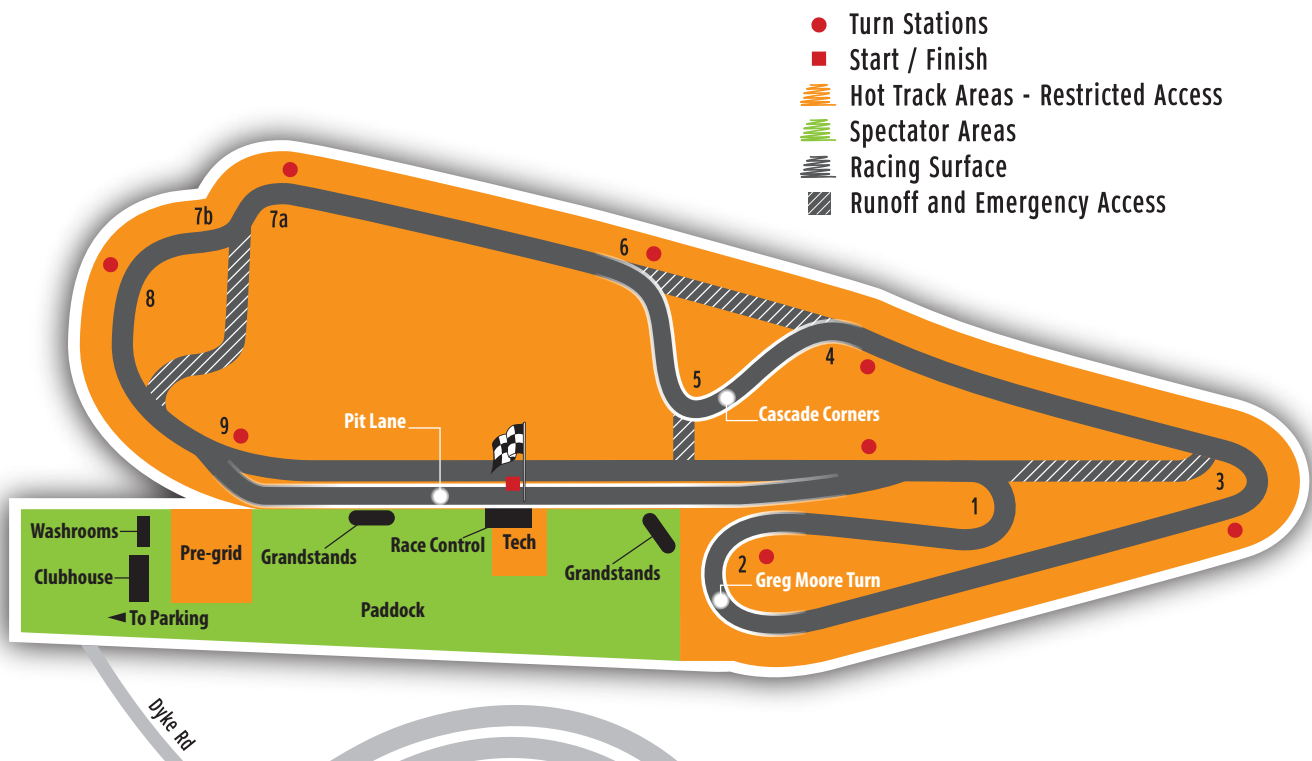 Turn Stations
Start / Finish
Hot Track Areas - Restricted Access
Spectator Areas
Racing Surface
Runoff and Emergency Access
7b
7a
6
8
4
5
Cascade Corners
Pit Lane
9
3
1
2
Greg Moore Turn
Washrooms
Clubhouse
To Parking
Pre-grid
Grandstands
Race Control
Tech
Grandstands
Paddock
Dyke Rd